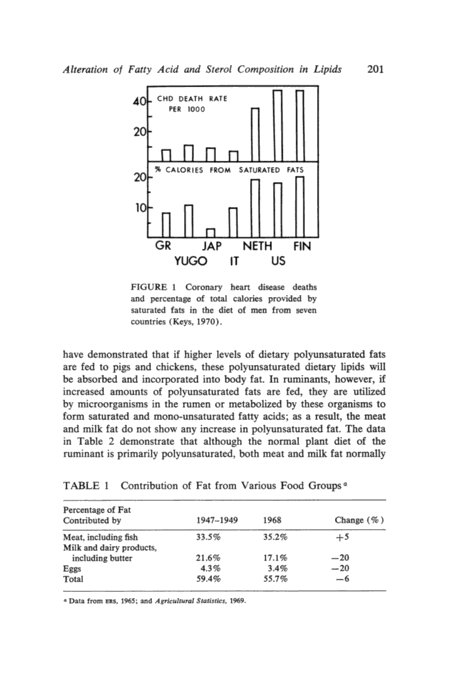 Alteration of Fatty Acid and Sterol Composition in Lipids 201
40 CHD DEATH RATE
PER 1000
20
% CALORIES FROM SATURATED FATS
20
10
GR JAP NETH FIN
YUGO IT US
FIGURE 1 Coronary heart disease deaths
and percentage of total calories provided by
saturated fats in the diet of men from seven
countries (Keys, 1970).
have demonstrated that if higher levels of dietary polyunsaturated fats
are fed to pigs and chickens, these polyunsaturated dietary lipids will
be absorbed and incorporated into body fat. In ruminants, however, if
increased amounts of polyunsaturated fats are fed, they are utilized
by microorganisms in the rumen or metabolized by these organisms to
form saturated and mono-unsaturated fatty acids; as a result, the meat
and milk fat do not show any increase in polyunsaturated fat. The data
in Table 2 demonstrate that although the normal plant diet of the
ruminant is primarily polyunsaturated, both meat and milk fat normally
TABLE 1 Contribution of Fat from Various Food Groups a
Percentage of Fat
Contributed by 1947–1949 1968 Change (%)
Meat, including fish 33.5% 35.2% +5
Milk and dairy products,
including butter 21.6% 17.1% −20
Eggs 4.3% 3.4% −20
Total 59.4% 55.7% −6
a Data from ERS, 1965; and Agricultural Statistics, 1969.